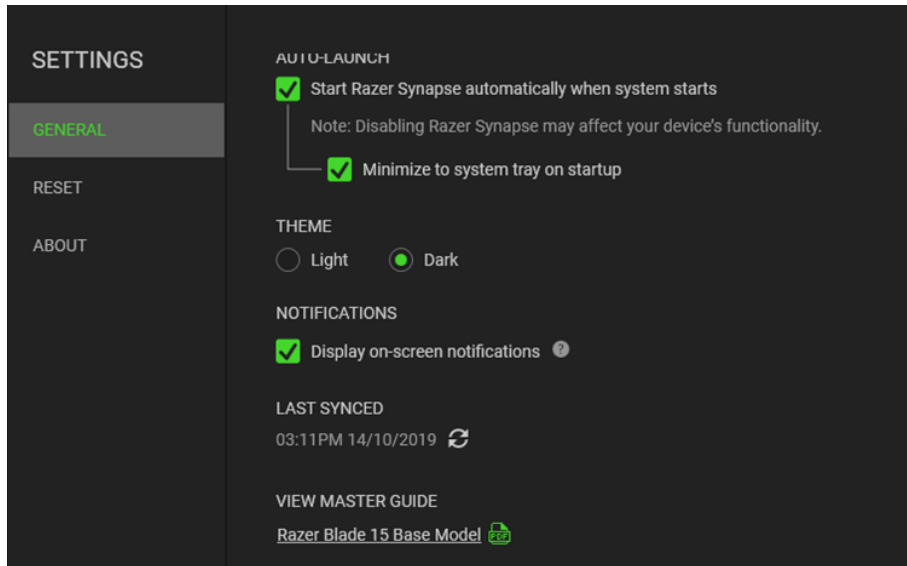 SETTINGS
GENERAL
RESET
ABOUT
AUTO-LAUNCH
Start Razer Synapse automatically when system starts
Note: Disabling Razer Synapse may affect your device's functionality.
Minimize to system tray on startup
THEME
Light Dark
NOTIFICATIONS
Display on-screen notifications ?
LAST SYNCED
03:11PM 14/10/2019
VIEW MASTER GUIDE
Razer Blade 15 Base Model PDF